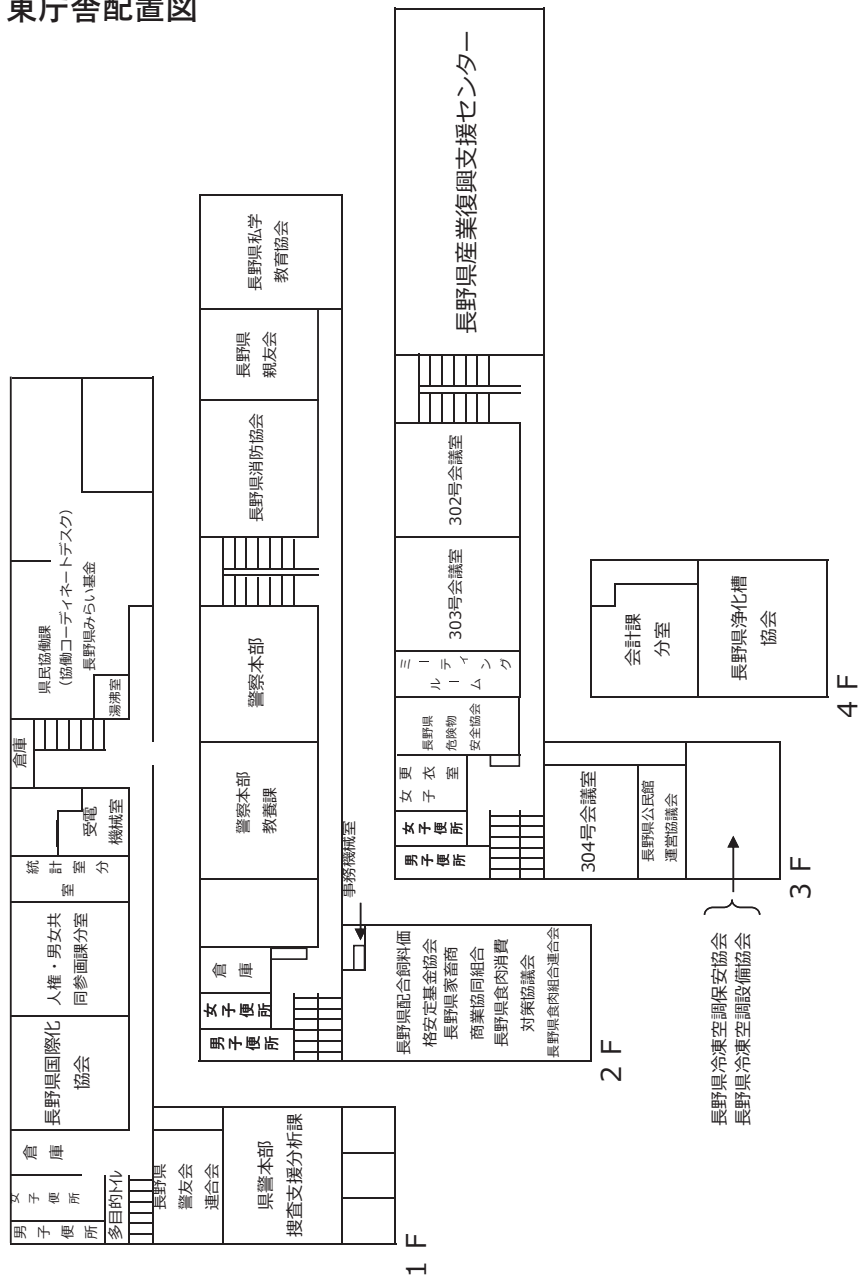 東庁舎配置図
男子便所
女子便所
多目的トイレ
倉庫
長野県国際化
協会
人権・男女共
同参画課分室
統計室分
室
受電
機械室
倉庫
湯沸室
県民協働課
（協働コーディネートデスク）
長野県みらい基金
長野県
警友会
連合会
県警本部
捜査支援分析課
1F
男子便所
女子便所
倉庫
警察本部
教養課
警察本部
長野県消防協会
長野県
親友会
長野県私学
教育協会
事務機械室
長野県配合飼料価
格安定基金協会
長野県家畜商
商業協同組合
長野県食肉消費
対策協議会
長野県食肉組合連合会
2F
男子便所
女子便所
女子更衣室
長野県
危険物
安全協会
ミーティング
ルーム
303号会議室
302号会議室
長野県産業復興支援センター
304号会議室
長野県公民館
運営協議会
長野県冷凍空調保安協会
長野県冷凍空調設備協会
3F
会計課
分室
長野県浄化槽
協会
4F